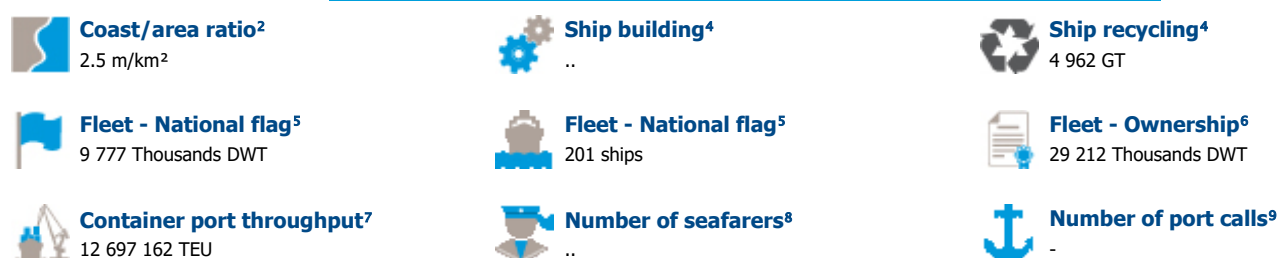 Coast/area ratio²
2.5 m/km²
Ship building⁴
..
Ship recycling⁴
4 962 GT
Fleet - National flag⁵
9 777 Thousands DWT
Fleet - National flag⁵
201 ships
Fleet - Ownership⁶
29 212 Thousands DWT
Container port throughput⁷
12 697 162 TEU
Number of seafarers⁸
..
Number of port calls⁹
-